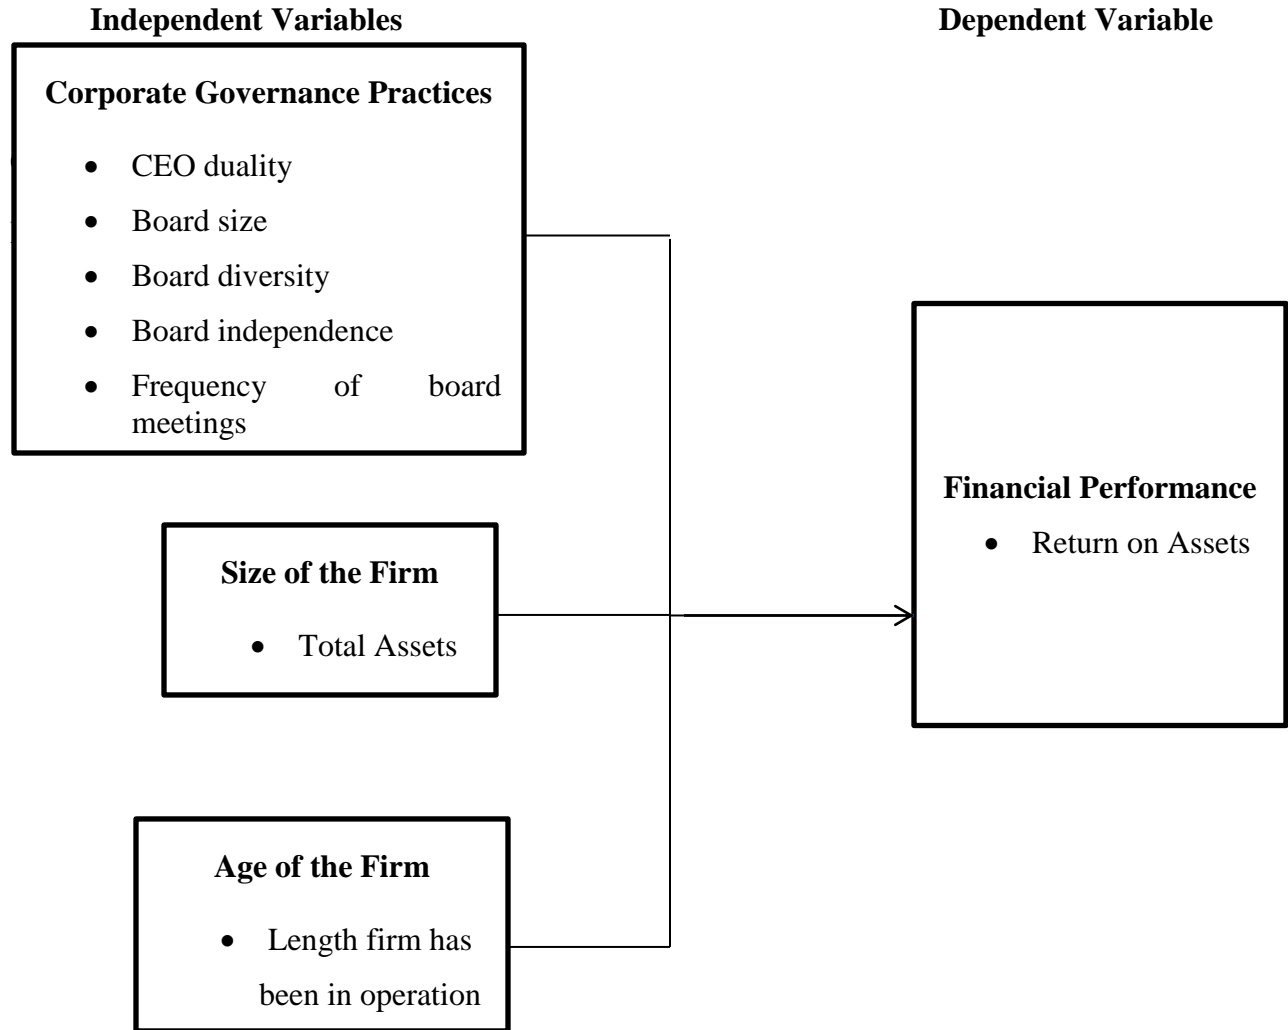 Independent Variables
Dependent Variable
Corporate Governance Practices
• CEO duality
• Board size
• Board diversity
• Board independence
• Frequency of board
meetings
Financial Performance
• Return on Assets
Size of the Firm
• Total Assets
Age of the Firm
• Length firm has
been in operation